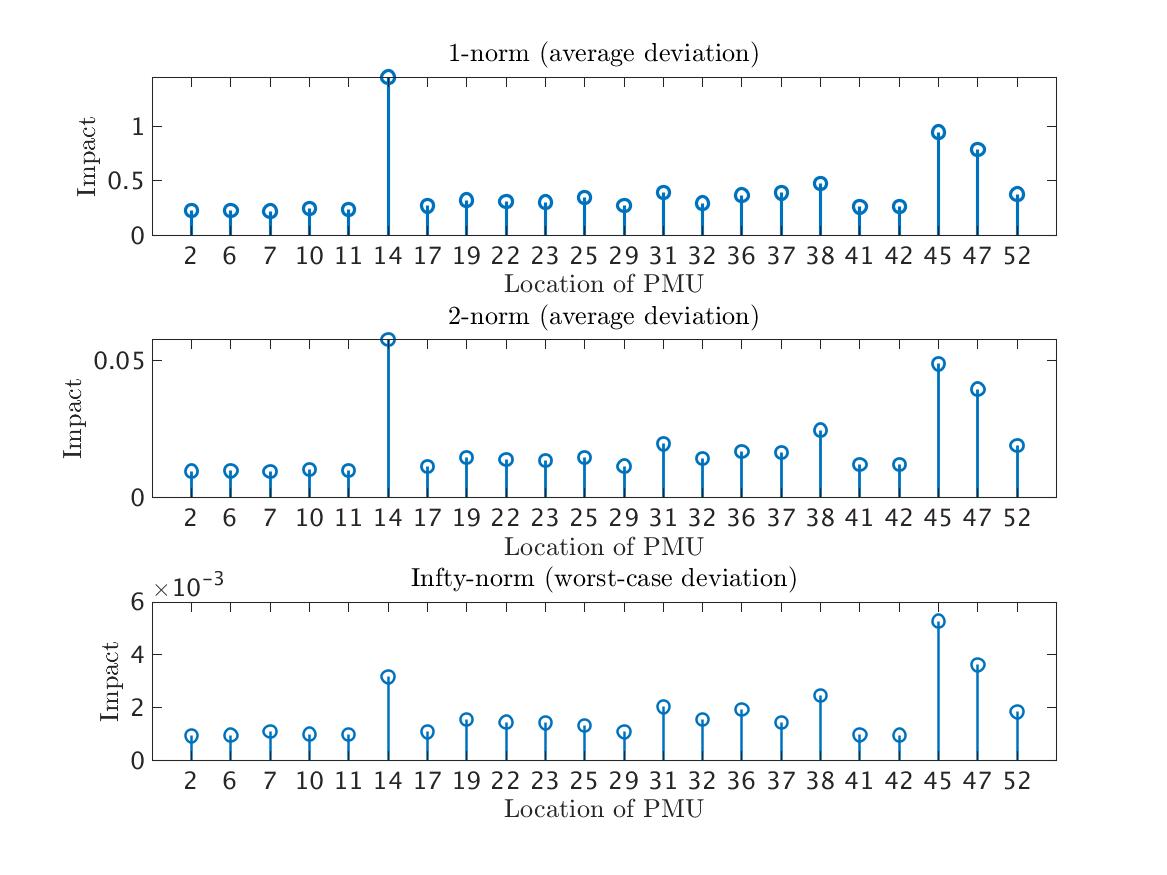 1-norm (average deviation)
Impact
1
0.5
0
2 6 7 10 11 14 17 19 22 23 25 29 31 32 36 37 38 41 42 45 47 52
Location of PMU
2-norm (average deviation)
Impact
0.05
0
2 6 7 10 11 14 17 19 22 23 25 29 31 32 36 37 38 41 42 45 47 52
Location of PMU
Infty-norm (worst-case deviation)
×10⁻³
Impact
6
4
2
0
2 6 7 10 11 14 17 19 22 23 25 29 31 32 36 37 38 41 42 45 47 52
Location of PMU